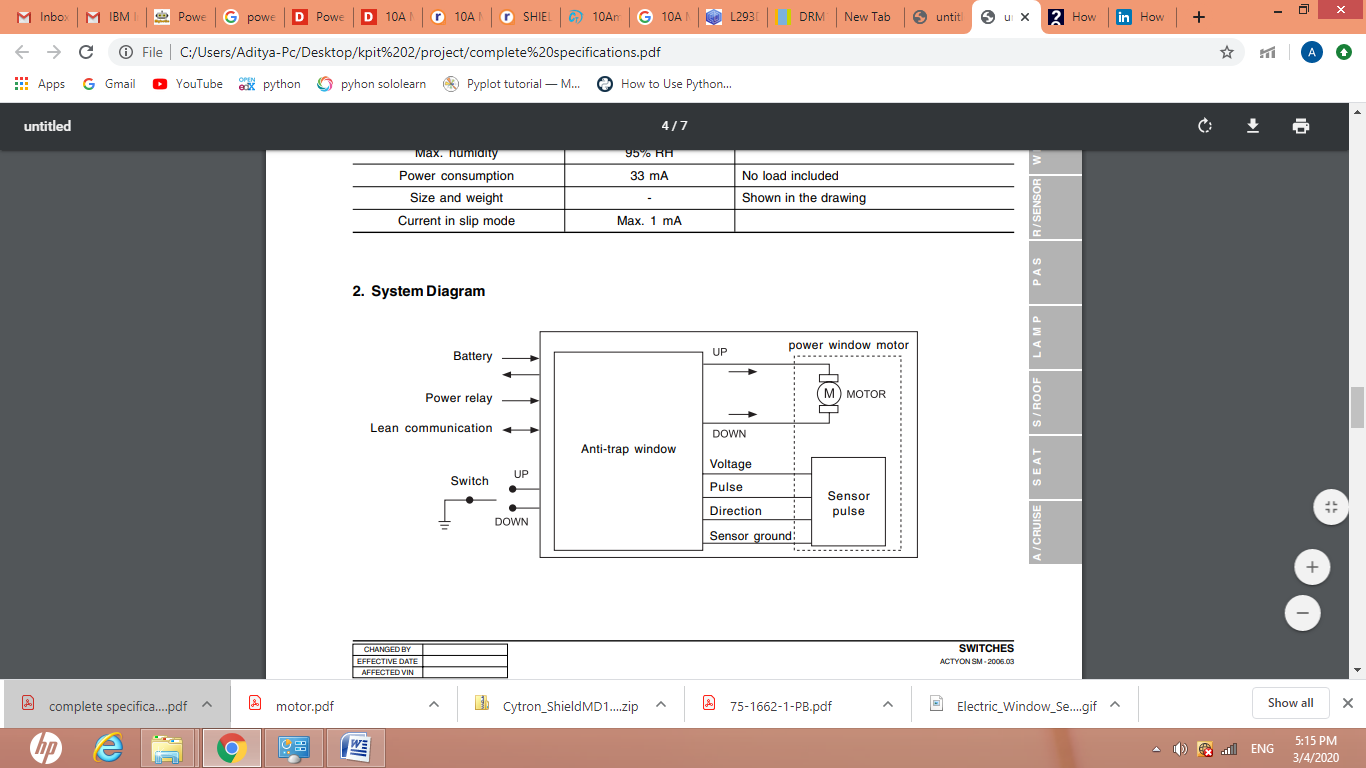 Inbox
IBM
Powe
powe
Powe
10A
10A
SHIEL
10Am
10A
L293
DRM
New Tab
untitl
How
How
File
C:/Users/Aditya-Pc/Desktop/kpit%202/project/complete%20specifications.pdf
A
Apps
Gmail
YouTube
OPEN edX
python
pyhon sololearn
Pyplot tutorial — M...
How to Use Python...
untitled
4 / 7
Max. humidity 95% RH
Power consumption 33 mA No load included
Size and weight - Shown in the drawing
Current in slip mode Max. 1 mA
R/SENSOR
PAS
LAMP
S/ROOF
SEAT
A/CRUISE
2. System Diagram
Battery
Power relay
Lean communication
Switch
UP
DOWN
Anti-trap window
UP
DOWN
power window motor
M MOTOR
Voltage
Pulse
Direction
Sensor ground
Sensor
pulse
CHANGED BY
EFFECTIVE DATE
AFFECTED VIN
SWITCHES
ACTYON SM - 2006.03
complete specifica....pdf
motor.pdf
Cytron_ShieldMD1....zip
75-1662-1-PB.pdf
Electric_Window_Se....gif
Show all
hp
ENG
5:15 PM
3/4/2020